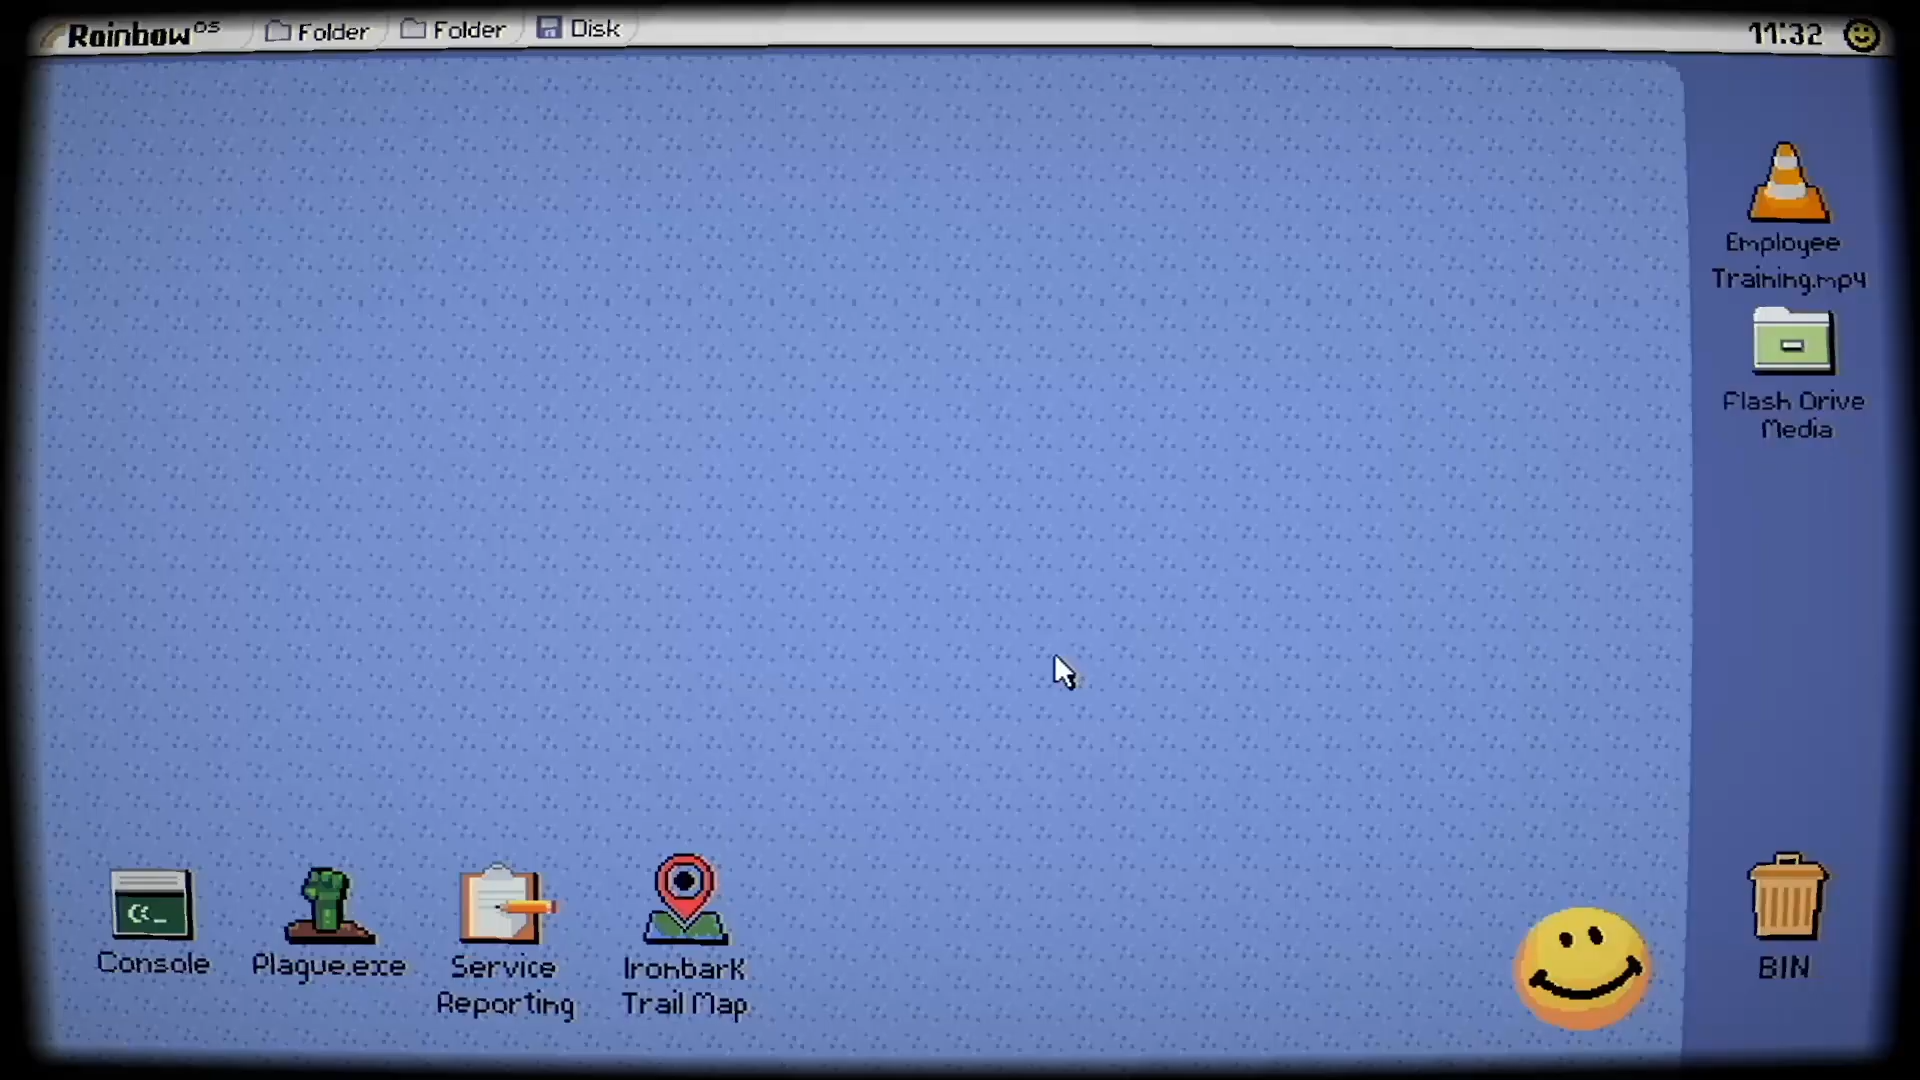 Rainbow OS
Folder
Folder
Disk
11:32
Employee
Training.mp4
Flash Drive
Media
Console
Plague.exe
Service
Reporting
Ironbark
Trail Map
BIN